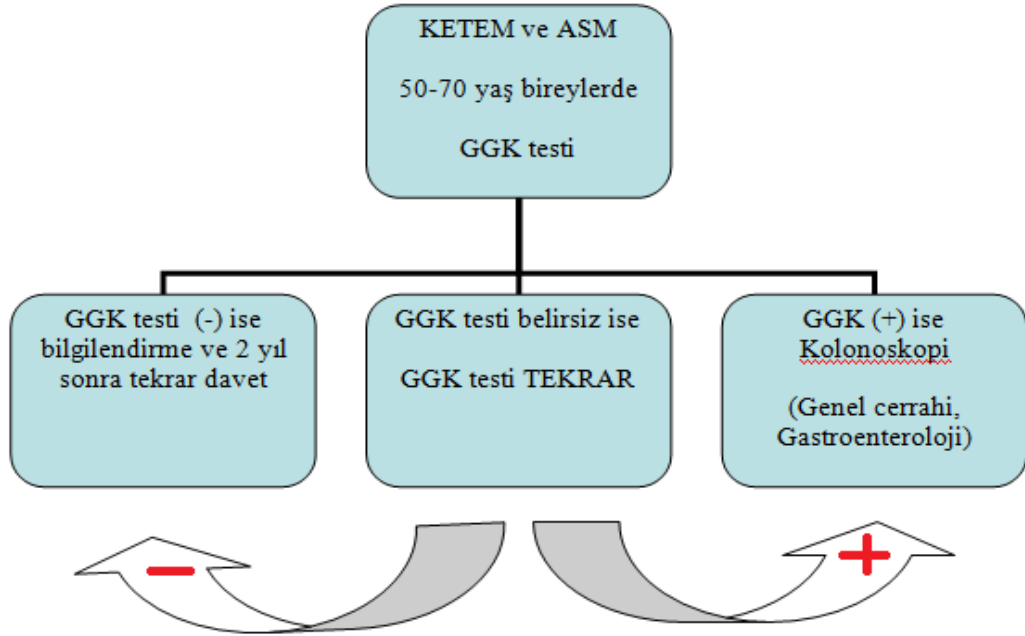 KETEM ve ASM
50-70 yaş bireylerde
GGK testi
GGK testi (-) ise
bilgilendirme ve 2 yıl
sonra tekrar davet
GGK testi belirsiz ise
GGK testi TEKRAR
GGK (+) ise
Kolonoskopi
(Genel cerrahi,
Gastroenteroloji)